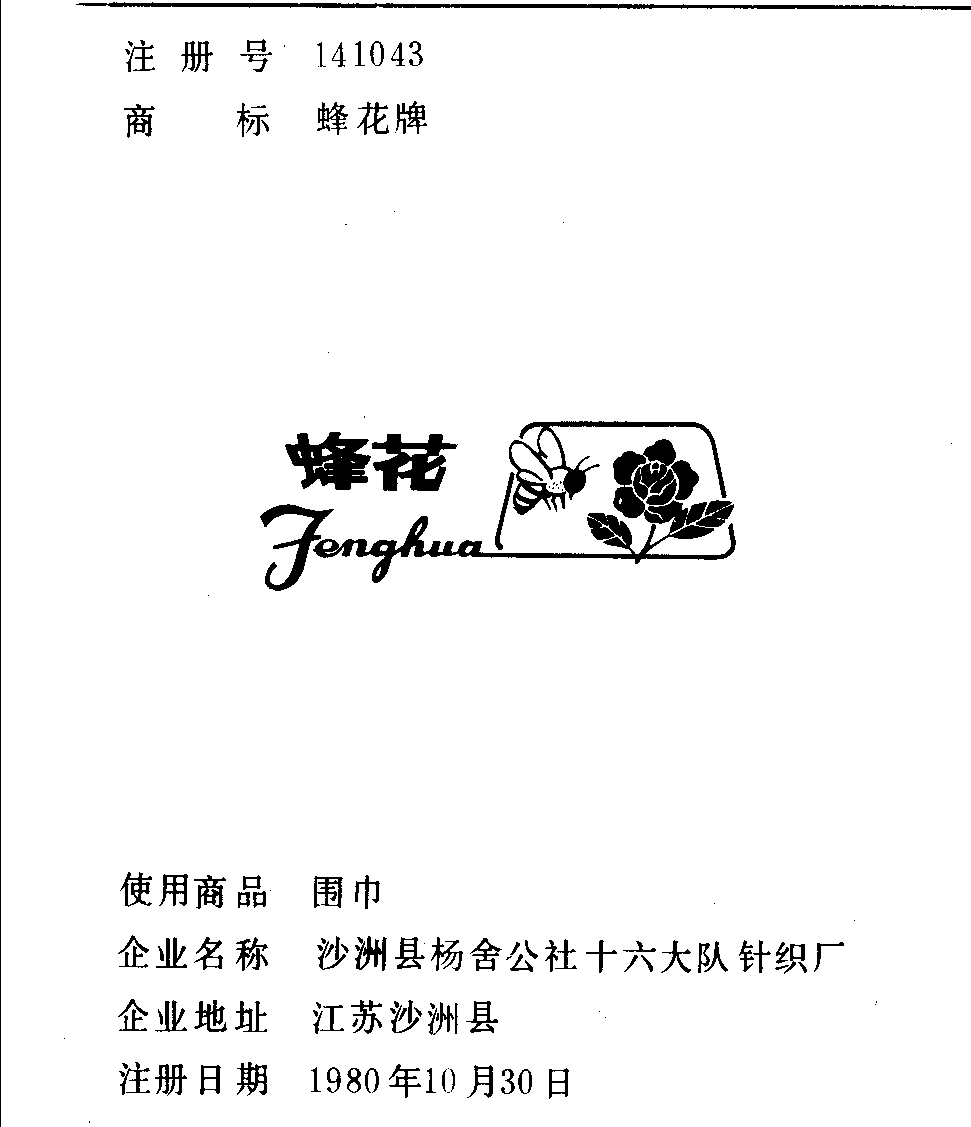 注册号 141043
商标 蜂花牌
蜂花
Fenghua
使用商品 围巾
企业名称 沙洲县杨舍公社十六大队针织厂
企业地址 江苏沙洲县
注册日期 1980年10月30日